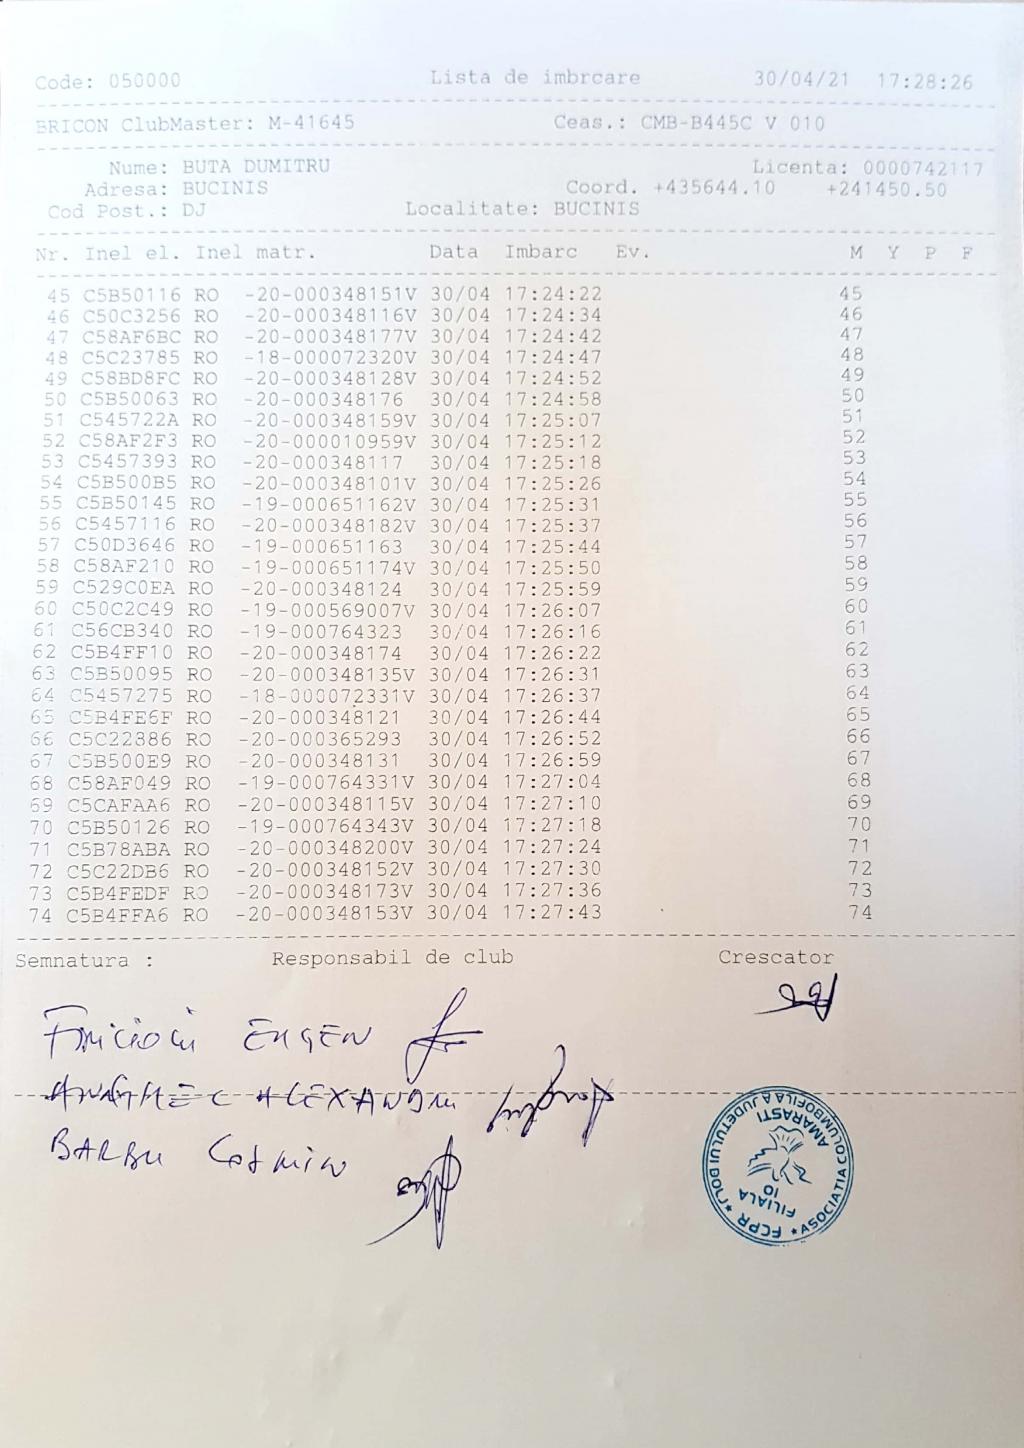 Code: 050000 Lista de imbrcare 30/04/21 17:28:26
BRICON ClubMaster: M-41645 Ceas.: CMB-B445C V 010
Nume: BUTA DUMITRU Licenta: 0000742117
Adresa: BUCINIS Coord. +435644.10 +241450.50
Cod Post.: DJ Localitate: BUCINIS
Nr. Inel el. Inel matr. Data Imbarc Ev. M Y P F
45 C5B50116 RO -20-000348151V 30/04 17:24:22 45
46 C50C3256 RO -20-000348116V 30/04 17:24:34 46
47 C58AF6BC RO -20-000348177V 30/04 17:24:42 47
48 C5C23785 RO -18-000072320V 30/04 17:24:47 48
49 C58BD8FC RO -20-000348128V 30/04 17:24:52 49
50 C5B50063 RO -20-000348176 30/04 17:24:58 50
51 C545722A RO -20-000348159V 30/04 17:25:07 51
52 C58AF2F3 RO -20-000010959V 30/04 17:25:12 52
53 C5457393 RO -20-000348117 30/04 17:25:18 53
54 C5B500B5 RO -20-000348101V 30/04 17:25:26 54
55 C5B50145 RO -19-000651162V 30/04 17:25:31 55
56 C5457116 RO -20-000348182V 30/04 17:25:37 56
57 C50D3646 RO -19-000651163 30/04 17:25:44 57
58 C58AF210 RO -19-000651174V 30/04 17:25:50 58
59 C529C0EA RO -20-000348124 30/04 17:25:59 59
60 C50C2C49 RO -19-000569007V 30/04 17:26:07 60
61 C56CB340 RO -19-000764323 30/04 17:26:16 61
62 C5B4FF10 RO -20-000348174 30/04 17:26:22 62
63 C5B50095 RO -20-000348135V 30/04 17:26:31 63
64 C5457275 RO -18-000072331V 30/04 17:26:37 64
65 C5B4FE6F RO -20-000348121 30/04 17:26:44 65
66 C5C22886 RO -20-000365293 30/04 17:26:52 66
67 C5B500E9 RO -20-000348131 30/04 17:26:59 67
68 C58AF049 RO -19-000764331V 30/04 17:27:04 68
69 C5CAFAA6 RO -20-000348115V 30/04 17:27:10 69
70 C5B50126 RO -19-000764343V 30/04 17:27:18 70
71 C5B78ABA RO -20-000348200V 30/04 17:27:24 71
72 C5C22DB6 RO -20-000348152V 30/04 17:27:30 72
73 C5B4FEDF RO -20-000348173V 30/04 17:27:36 73
74 C5B4FFA6 RO -20-000348153V 30/04 17:27:43 74
Semnatura : Responsabil de club Crescator
EUGEN
ALEXANDRU
BARBU COSMIN
ASOCIATIA COLUMBOFILA A JUDETULUI DOLJ
FCPR
FILIALA
10
AMARASTI